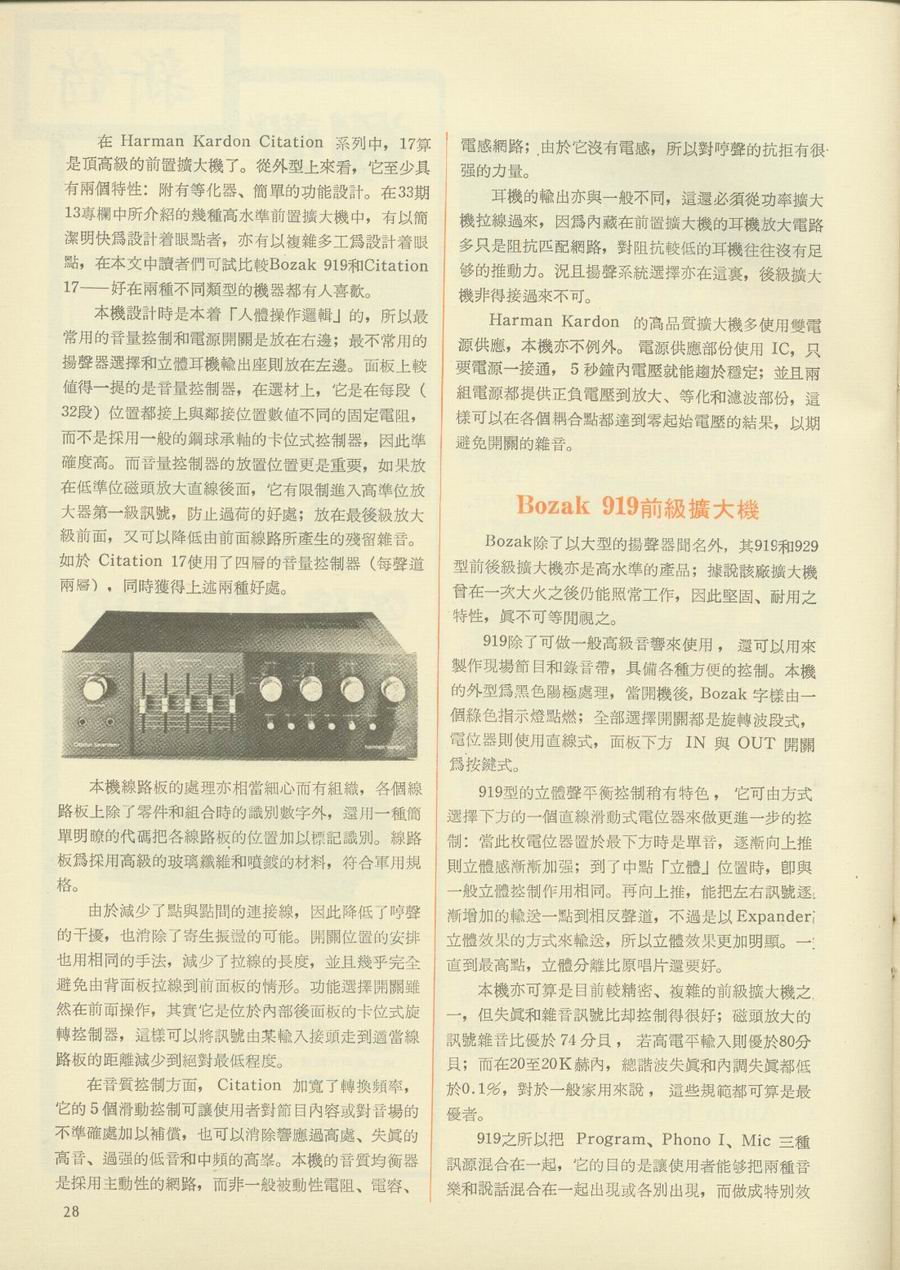 在 Harman Kardon Citation 系列中，17算
是頂高級的前置擴大機了。從外型上來看，它至少具
有兩個特性：附有等化器、簡單的功能設計。在33期
13專欄中所介紹的幾種高水準前置擴大機中，有以簡
潔明快爲設計着眼點者，亦有以複雜多工爲設計着眼
點，在本文中讀者們可試比較Bozak 919和Citation
17——好在兩種不同類型的機器都有人喜歡。
本機設計時是本着「人體操作邏輯」的，所以最
常用的音量控制和電源開關是放在右邊；最不常用的
揚聲器選擇和立體耳機輸出座則放在左邊。面板上較
値得一提的是音量控制器，在選材上，它是在每段（
32段）位置都接上與鄰接位置數値不同的固定電阻，
而不是採用一般的鋼球承軸的卡位式控制器，因此準
確度高。而音量控制器的放置位置更是重要，如果放
在低準位磁頭放大直線後面，它有限制進入高準位放
大器第一級訊號，防止過荷的好處；放在最後級放大
級前面，又可以降低由前面線路所產生的殘留雜音。
如於 Citation 17使用了四層的音量控制器（每聲道
兩層），同時獲得上述兩種好處。
Citation Seventeen
harman kardon
本機線路板的處理亦相當細心而有組織，各個線
路板上除了零件和組合時的識別數字外，還用一種簡
單明瞭的代碼把各線路板的位置加以標記識別。線路
板爲採用高級的玻璃纖維和噴鍍的材料，符合軍用規
格。
由於減少了點與點間的連接線，因此降低了哼聲
的干擾，也消除了寄生振盪的可能。開關位置的安排
也用相同的手法，減少了拉線的長度，並且幾乎完全
避免由背面板拉線到前面板的情形。功能選擇開關雖
然在前面操作，其實它是位於內部後面板的卡位式旋
轉控制器，這樣可以將訊號由某輸入接頭走到適當線
路板的距離減少到絕對最低程度。
在音質控制方面， Citation 加寬了轉換頻率，
它的 5 個滑動控制可讓使用者對節目內容或對音場的
不準確處加以補償，也可以消除響應過高處、失眞的
高音、過强的低音和中頻的高峯。本機的音質均衡器
是採用主動性的網路，而非一般被動性電阻、電容、
28
電感網路；由於它沒有電感，所以對哼聲的抗拒有很
强的力量。
耳機的輸出亦與一般不同，這還必須從功率擴大
機拉線過來，因爲內藏在前置擴大機的耳機放大電路
多只是阻抗匹配網路，對阻抗較低的耳機往往沒有足
够的推動力。況且揚聲系統選擇亦在這裏，後級擴大
機非得接過來不可。
Harman Kardon 的高品質擴大機多使用雙電
源供應，本機亦不例外。 電源供應部份使用 IC，只
要電源一接通， 5 秒鐘內電壓就能趨於穩定；並且兩
組電源都提供正負電壓到放大、等化和濾波部份，這
樣可以在各個耦合點都達到零起始電壓的結果，以期
避免開關的雜音。
Bozak 919前級擴大機
Bozak除了以大型的揚聲器聞名外，其919和929
型前後級擴大機亦是高水準的產品；據說該廠擴大機
曾在一次大火之後仍能照常工作，因此堅固、耐用之
特性，眞不可等閒視之。
919除了可做一般高級音響來使用， 還可以用來
製作現場節目和錄音帶，具備各種方便的控制。本機
的外型爲黑色陽極處理，當開機後, Bozak 字樣由一
個綠色指示燈點燃；全部選擇開關都是旋轉波段式，
電位器則使用直線式，面板下方 IN 與 OUT 開關
爲按鍵式。
919型的立體聲平衡控制稍有特色， 它可由方式
選擇下方的一個直線滑動式電位器來做更進一步的控
制：當此枚電位器置於最下方時是單音，逐漸向上推
則立體感漸漸加强；到了中點「立體」位置時，卽與
一般立體控制作用相同。再向上推，能把左右訊號逐
漸增加的輸送一點到相反聲道，不過是以 Expander
立體效果的方式來輸送，所以立體效果更加明顯。一
直到最高點，立體分離比原唱片還要好。
本機亦可算是目前較精密、複雜的前級擴大機之
一，但失眞和雜音訊號比却控制得很好；磁頭放大的
訊號雜音比優於 74 分貝， 若高電平輸入則優於80分
貝；而在20至20K赫內，總諧波失眞和內調失眞都低
於0.1%，對於一般家用來說， 這些規範都可算是最
優者。
919之所以把 Program、Phono I、Mic 三種
訊源混合在一起，它的目的是讓使用者能够把兩種音
樂和說話混合在一起出現或各別出現，而做成特別效